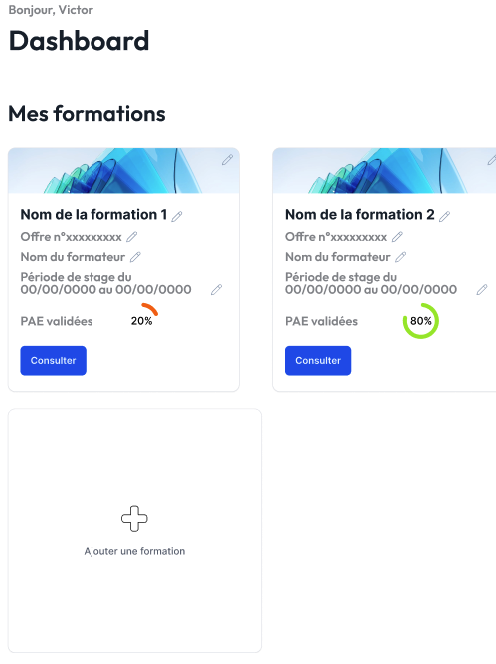 Bonjour, Victor
Dashboard
Mes formations
Nom de la formation 1
Offre n°xxxxxxxxx
Nom du formateur
Période de stage du
00/00/0000 au 00/00/0000
PAE validées
20%
Consulter
Nom de la formation 2
Offre n°xxxxxxxxx
Nom du formateur
Période de stage du
00/00/0000 au 00/00/0000
PAE validées
80%
Consulter
A outer une formation